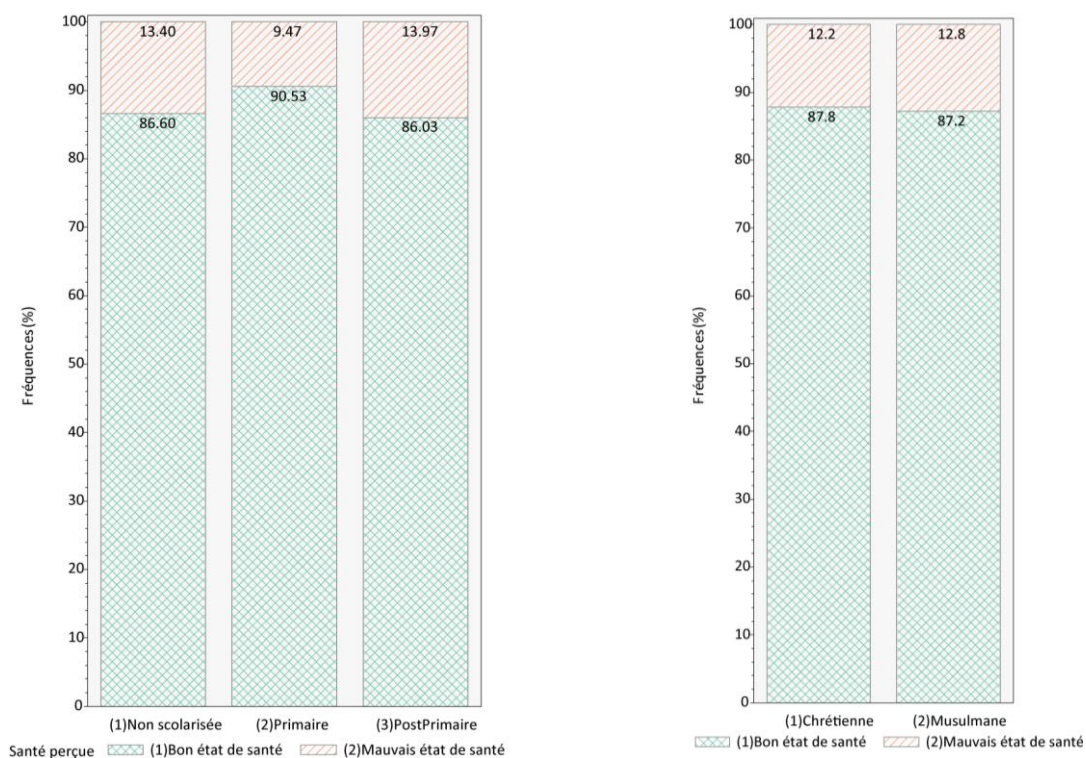 100
13.40
9.47
13.97
90
90.53
86.60
86.03
80
70
60
50
40
30
20
10
0
Fréquences (%)
(1)Non scolarisée
(2)Primaire
(3)PostPrimaire
Santé perçue
(1)Bon état de santé
(2)Mauvais état de santé
100
12.2
12.8
90
87.8
87.2
80
70
60
50
40
30
20
10
0
Fréquences (%)
(1)Chrétienne
(2)Musulmane
(1)Bon état de santé
(2)Mauvais état de santé